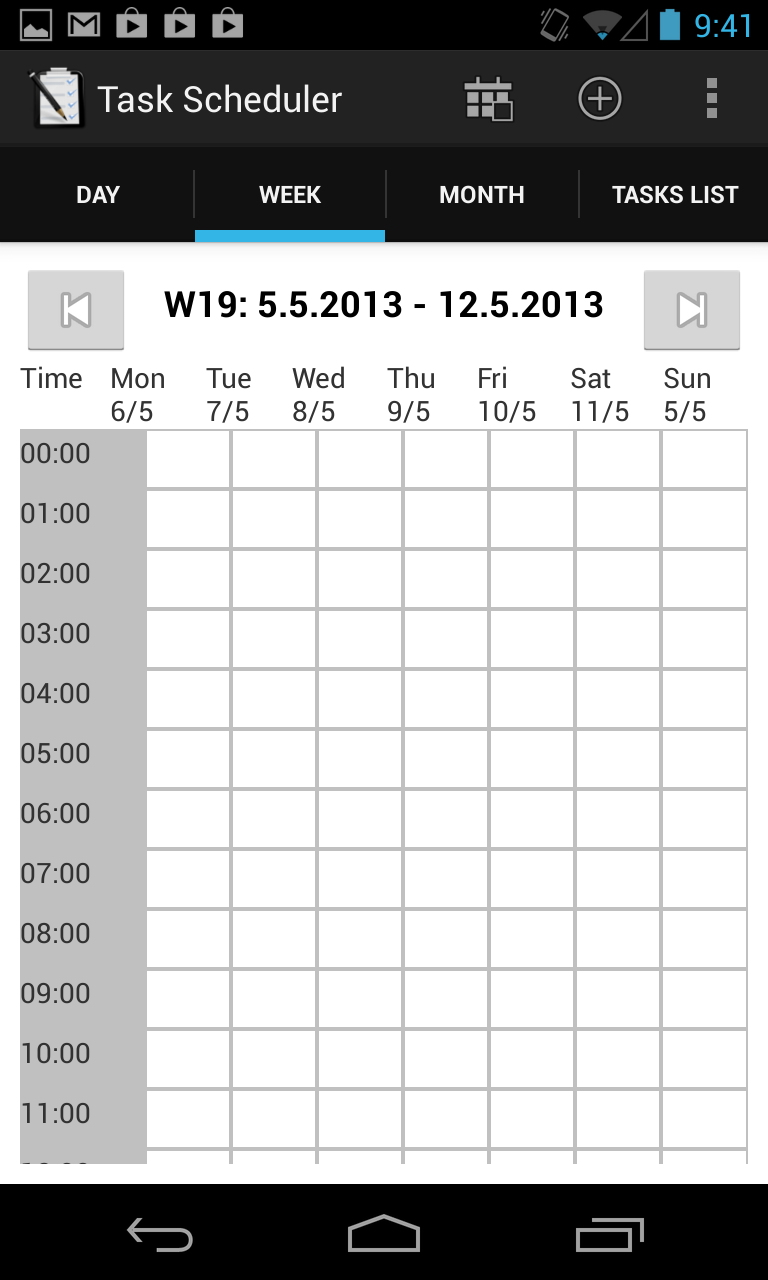 9:41
Task Scheduler
DAY WEEK MONTH TASKS LIST
W19: 5.5.2013 - 12.5.2013
Time Mon Tue Wed Thu Fri Sat Sun
6/5 7/5 8/5 9/5 10/5 11/5 5/5
00:00
01:00
02:00
03:00
04:00
05:00
06:00
07:00
08:00
09:00
10:00
11:00